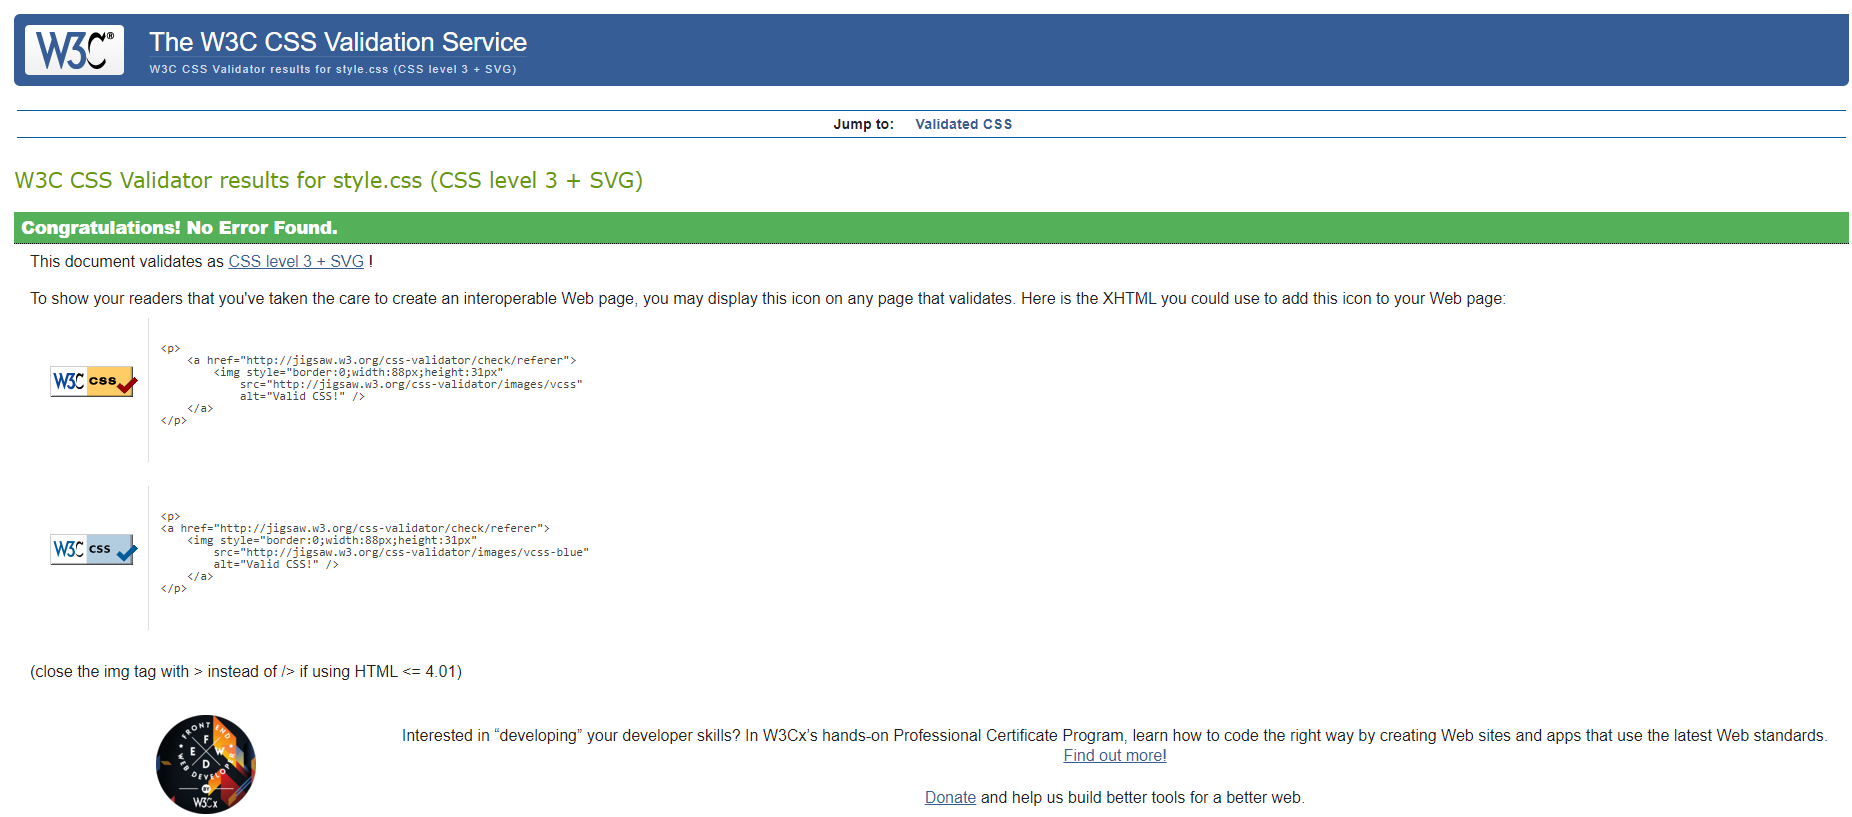 W3C®
The W3C CSS Validation Service
W3C CSS Validator results for style.css (CSS level 3 + SVG)
Jump to: Validated CSS
W3C CSS Validator results for style.css (CSS level 3 + SVG)
Congratulations! No Error Found.
This document validates as CSS level 3 + SVG !
To show your readers that you've taken the care to create an interoperable Web page, you may display this icon on any page that validates. Here is the XHTML you could use to add this icon to your Web page:
W3C css
<p>
<a href="http://jigsaw.w3.org/css-validator/check/referer">
<img style="border:0;width:88px;height:31px"
src="http://jigsaw.w3.org/css-validator/images/vcss"
alt="Valid CSS!" />
</a>
</p>
W3C css
<p>
<a href="http://jigsaw.w3.org/css-validator/check/referer">
<img style="border:0;width:88px;height:31px"
src="http://jigsaw.w3.org/css-validator/images/vcss-blue"
alt="Valid CSS!" />
</a>
</p>
(close the img tag with > instead of /> if using HTML <= 4.01)
FRONT END
F
E W
D
WEB DEVELOPER
BY
W3Cx
Interested in “developing” your developer skills? In W3Cx’s hands-on Professional Certificate Program, learn how to code the right way by creating Web sites and apps that use the latest Web standards.
Find out more!
Donate and help us build better tools for a better web.